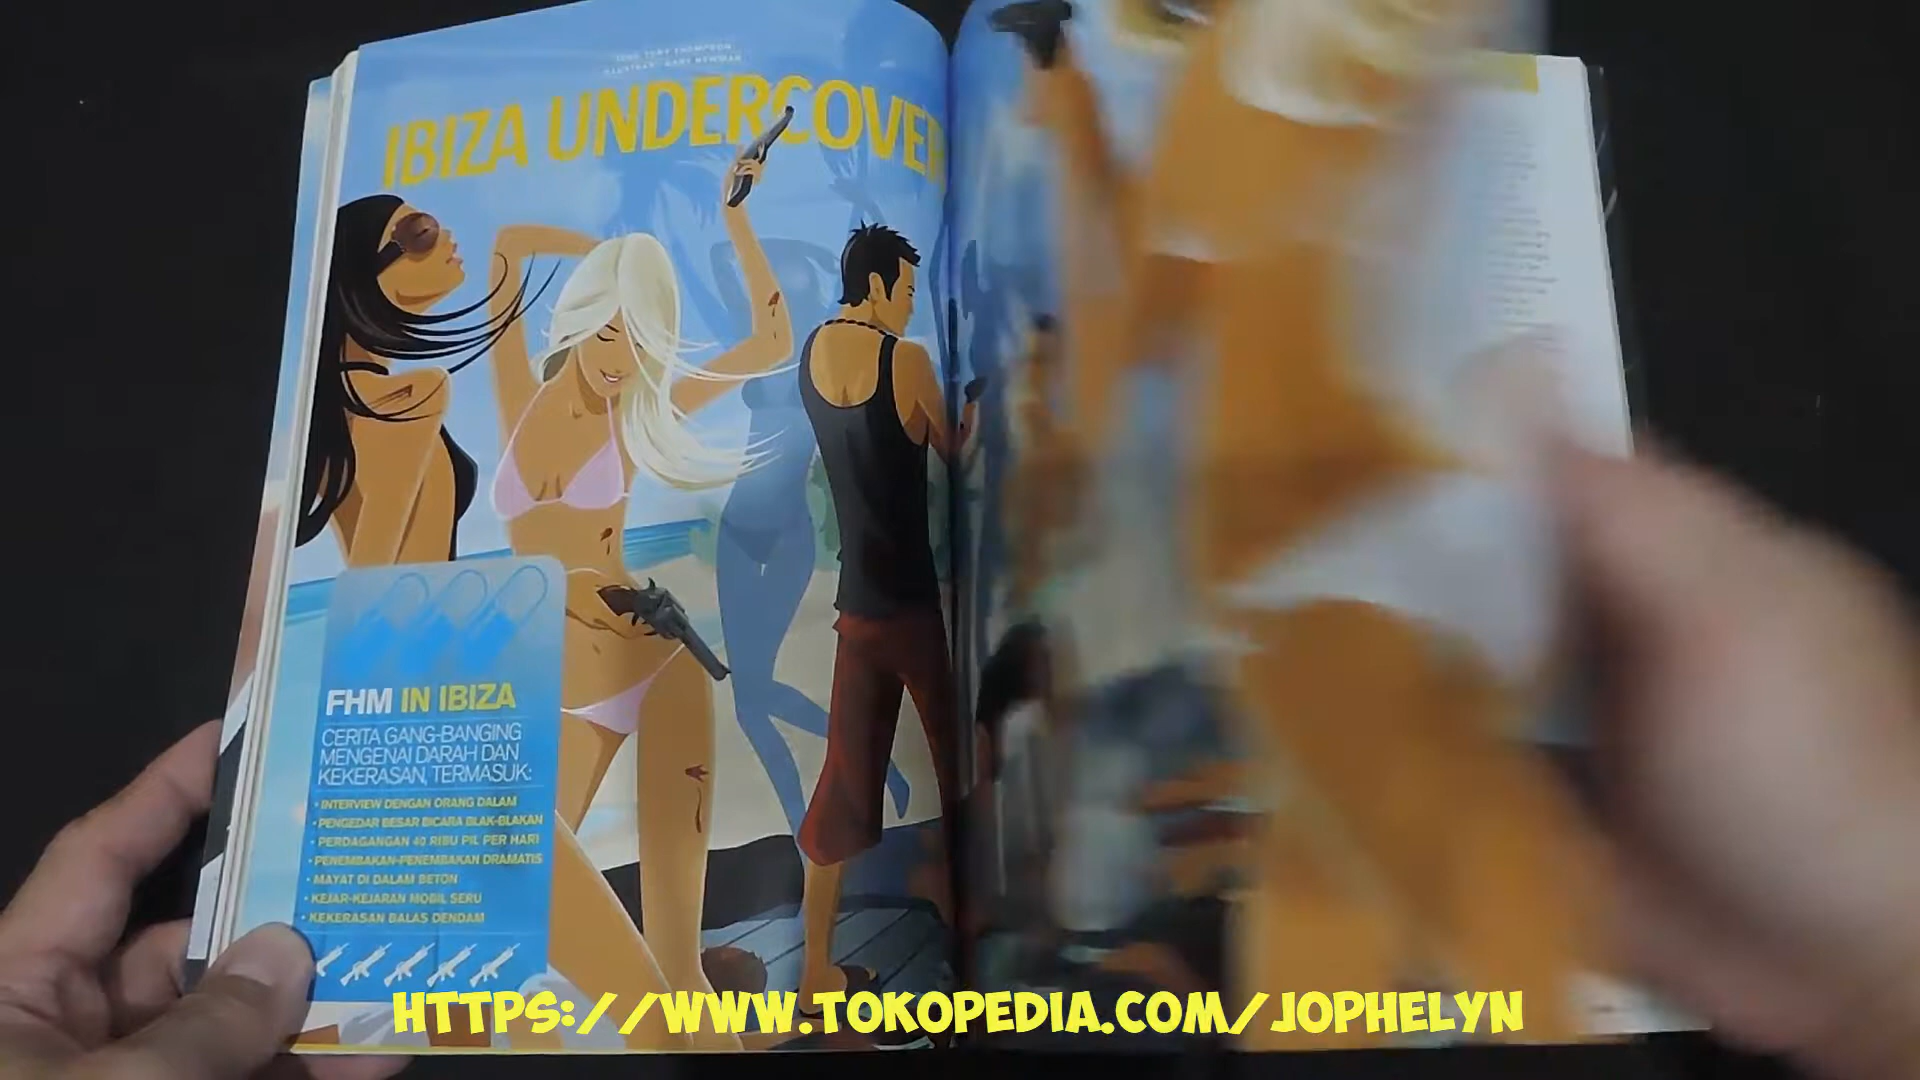 IBIZA UNDERCOVER
FHM IN IBIZA
CERITA GANG-BANGING
MENGENAI DARAH DAN
KEKERASAN, TERMASUK:
• INTERVIEW DENGAN ORANG DALAM
• PENGEDAR BESAR BICARA BLAK-BLAKAN
• PERDAGANGAN 40 RIBU PIL PER HARI
• PENEMBAKAN-PENEMBAKAN DRAMATIS
• MAYAT DI DALAM BETON
• KEJAR-KEJARAN MOBIL SERU
• KEKERASAN BALAS DENDAM
HTTPS://WWW.TOKOPEDIA.COM/JOPHELYN